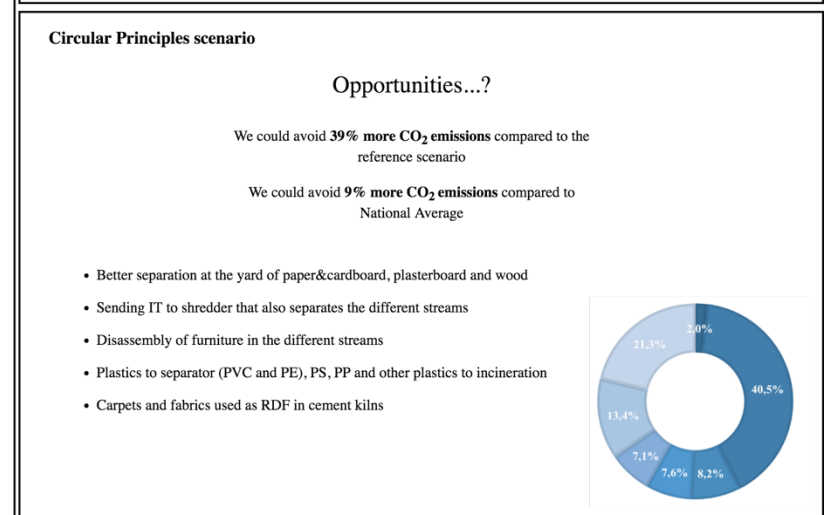 Circular Principles scenario
Opportunities...?
We could avoid 39% more CO₂ emissions compared to the
reference scenario
We could avoid 9% more CO₂ emissions compared to
National Average
• Better separation at the yard of paper&cardboard, plasterboard and wood
• Sending IT to shredder that also separates the different streams
• Disassembly of furniture in the different streams
• Plastics to separator (PVC and PE), PS, PP and other plastics to incineration
• Carpets and fabrics used as RDF in cement kilns
2,0%
21,3%
40,5%
13,4%
7,1%
7,6%
8,2%